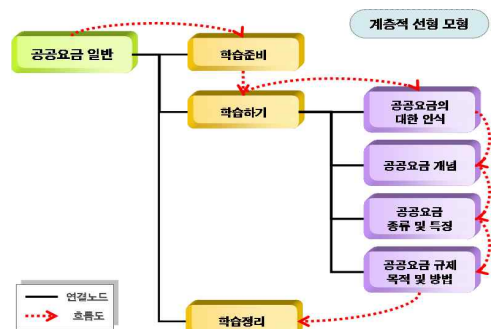 계층적 선형 모형
공공요금 일반
학습준비
학습하기
공공요금의
대한 인식
공공요금 개념
공공요금
종류 및 특징
공공요금 규제
목적 및 방법
학습정리
연결노드
흐름도